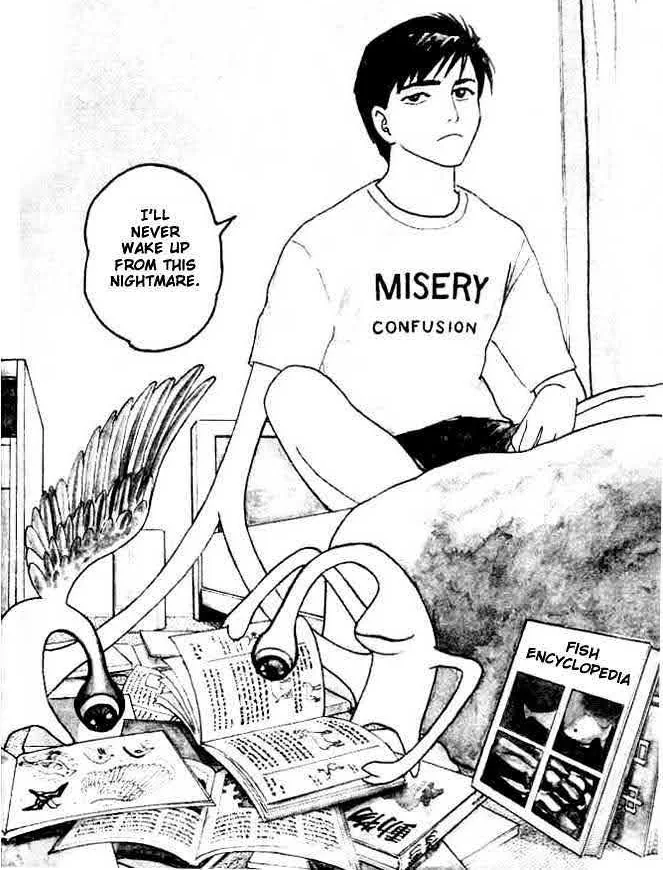 I'LL
NEVER
WAKE UP
FROM THIS
NIGHTMARE.
MISERY
CONFUSION
FISH
ENCYCLOPEDIA